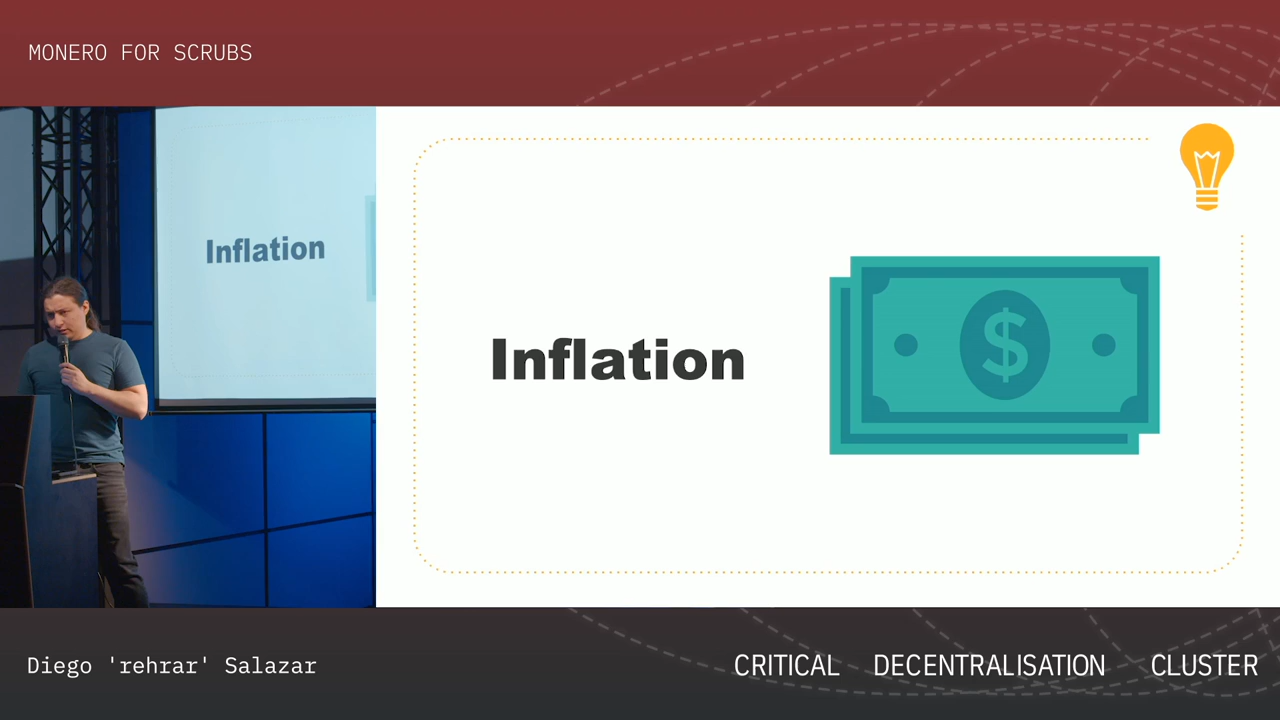 MONERO FOR SCRUBS
Inflation
Inflation
$
Diego 'rehrar' Salazar
CRITICAL DECENTRALISATION CLUSTER